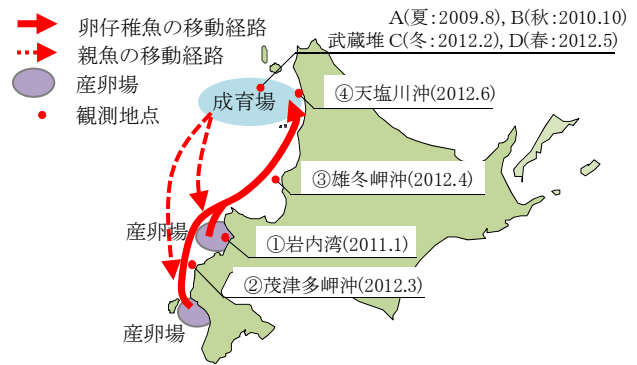 卵仔稚魚の移動経路
親魚の移動経路
産卵場
観測地点
A(夏:2009.8), B(秋:2010.10)
武蔵堆 C(冬:2012.2), D(春:2012.5)
成育場
④天塩川沖(2012.6)
③雄冬岬沖(2012.4)
産卵場
①岩内湾(2011.1)
②茂津多岬沖(2012.3)
産卵場